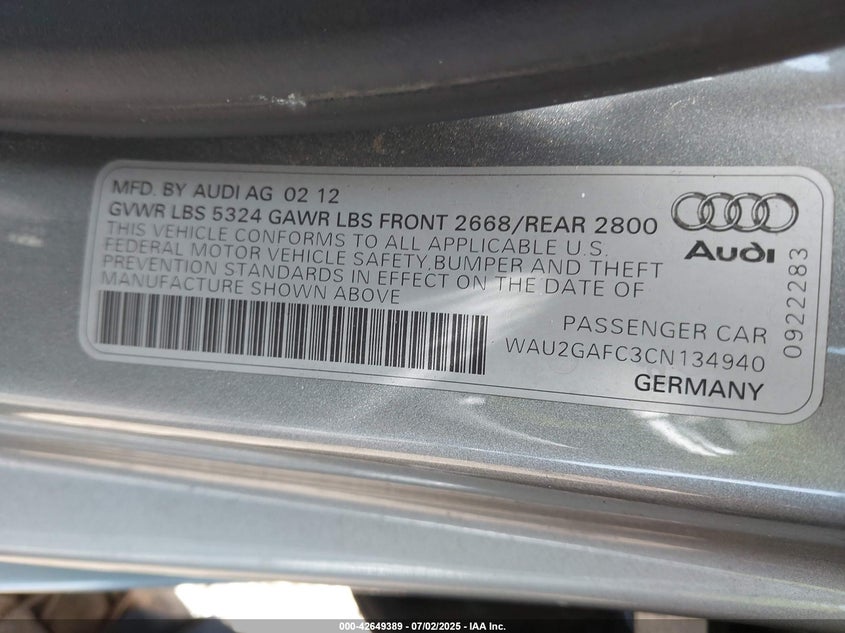 MFD. BY AUDI AG 02 12
GVWR LBS 5324 GAWR LBS FRONT 2668/REAR 2800
THIS VEHICLE CONFORMS TO ALL APPLICABLE U.S.
FEDERAL MOTOR VEHICLE SAFETY,BUMPER AND THEFT
PREVENTION STANDARDS IN EFFECT ON THE DATE OF
MANUFACTURE SHOWN ABOVE
Audi
0922283
PASSENGER CAR
WAU2GAFC3CN134940
GERMANY
000-42649389 - 07/02/2025 - IAA Inc.